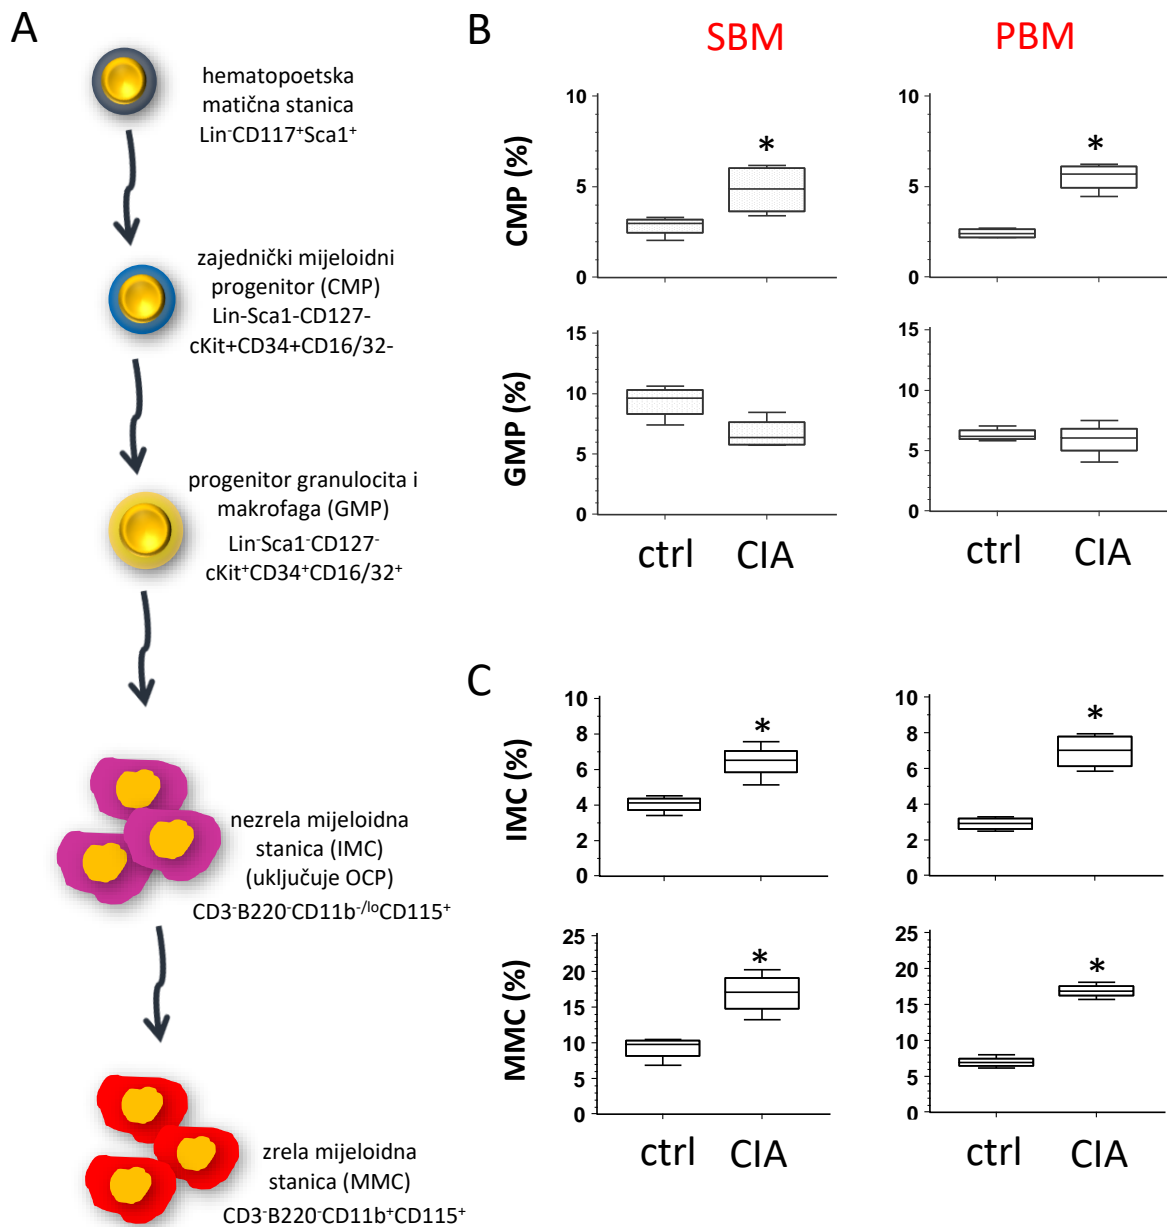 A
hematopoetska
matična stanica
Lin⁻CD117⁺Sca1⁺
zajednički mijeloidni
progenitor (CMP)
Lin-Sca1-CD127-
cKit+CD34+CD16/32-
progenitor granulocita i
makrofaga (GMP)
Lin⁻Sca1⁻CD127⁻
cKit⁺CD34⁺CD16/32⁺
nezrela mijeloidna
stanica (IMC)
(uključuje OCP)
CD3⁻B220⁻CD11b⁻/ˡᵒCD115⁺
zrela mijeloidna
stanica (MMC)
CD3⁻B220⁻CD11b⁺CD115⁺
B
SBM
PBM
CMP (%)
10
5
0
*
10
5
0
*
GMP (%)
15
10
5
0
15
10
5
0
ctrl
CIA
ctrl
CIA
C
IMC (%)
10
8
6
4
2
0
*
10
8
6
4
2
0
*
MMC (%)
25
20
15
10
5
0
*
25
20
15
10
5
0
*
ctrl
CIA
ctrl
CIA